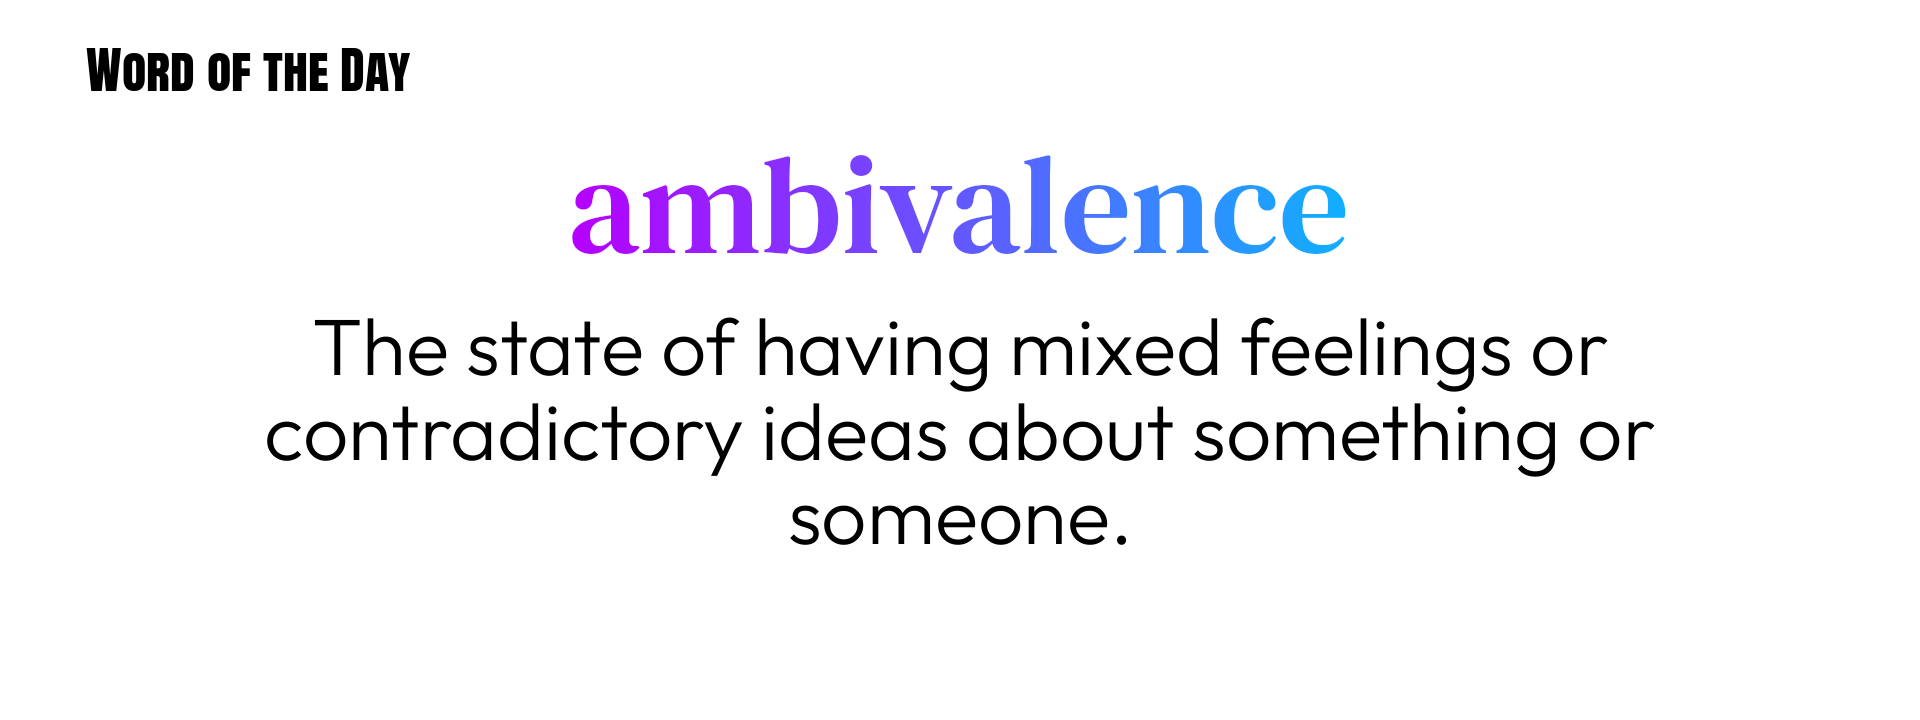 Word of the Day
ambivalence
The state of having mixed feelings or
contradictory ideas about something or
someone.